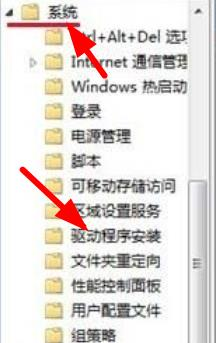 系统
trl+Alt+Del 选项
Internet 通信管理
Windows 热启动
登录
电源管理
脚本
可移动存储访问
区域设置服务
驱动程序安装
文件夹重定向
性能控制面板
用户配置文件
组策略